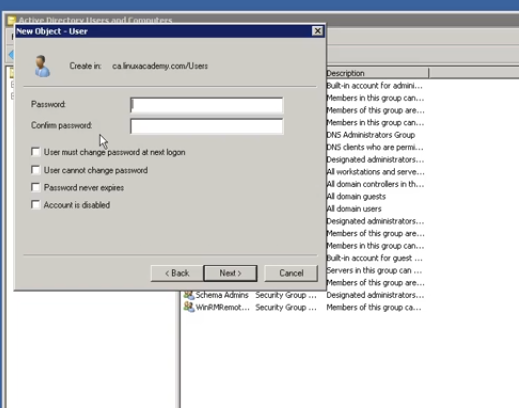 Active Directory Users and Computers
New Object - User
Create in: ca.linuxacademy.com/Users
Password:
Confirm password:
User must change password at next logon
User cannot change password
Password never expires
Account is disabled
< Back
Next >
Cancel
Description
Built-in account for admini...
Members in this group can...
Members of this group are...
Members in this group can...
DNS Administrators Group
DNS clients who are permi...
Designated administrators...
All workstations and serve...
All domain controllers in th...
All domain guests
All domain users
Designated administrators...
Members of this group are...
Members in this group can...
Built-in account for guest ...
Servers in this group can ...
Members of this group are...
Schema Admins Security Group ... Designated administrators...
WinRMRemot... Security Group ... Members of this group ca...